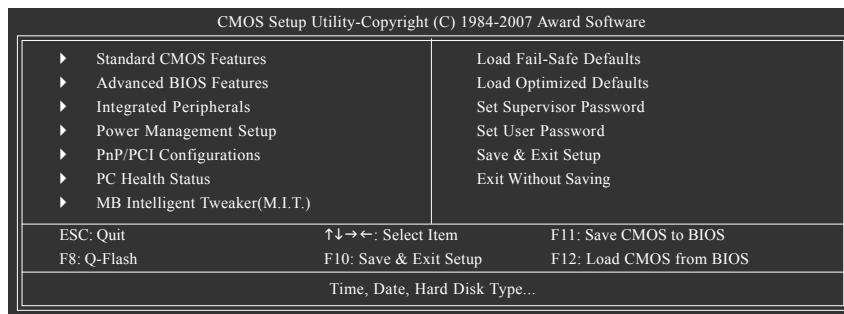 CMOS Setup Utility-Copyright (C) 1984-2007 Award Software
Standard CMOS Features
Advanced BIOS Features
Integrated Peripherals
Power Management Setup
PnP/PCI Configurations
PC Health Status
MB Intelligent Tweaker(M.I.T.)
Load Fail-Safe Defaults
Load Optimized Defaults
Set Supervisor Password
Set User Password
Save & Exit Setup
Exit Without Saving
ESC: Quit ↑↓→←: Select Item F11: Save CMOS to BIOS
F8: Q-Flash F10: Save & Exit Setup F12: Load CMOS from BIOS
Time, Date, Hard Disk Type...